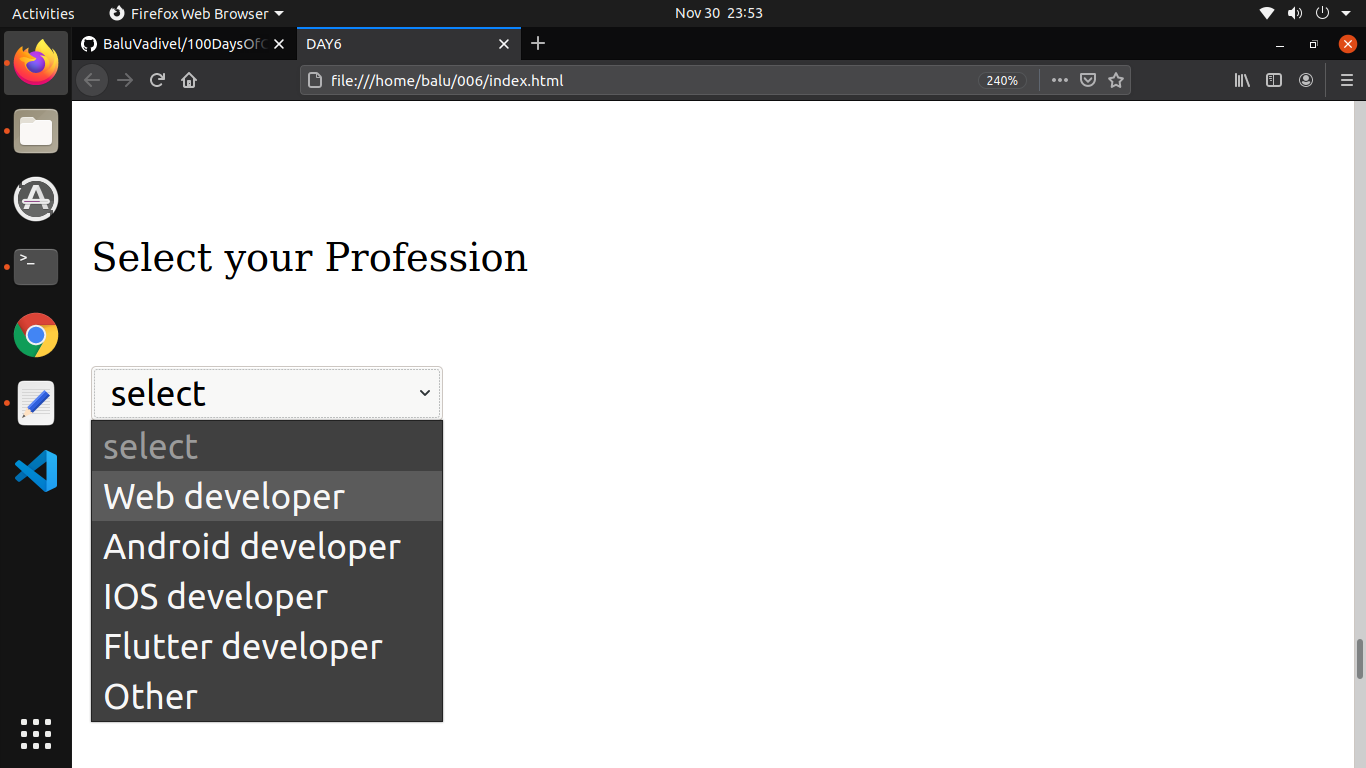 Activities Firefox Web Browser Nov 30 23:53
BaluVadivel/100DaysOfC DAY6
file:///home/balu/006/index.html 240%
Select your Profession
select
select
Web developer
Android developer
IOS developer
Flutter developer
Other